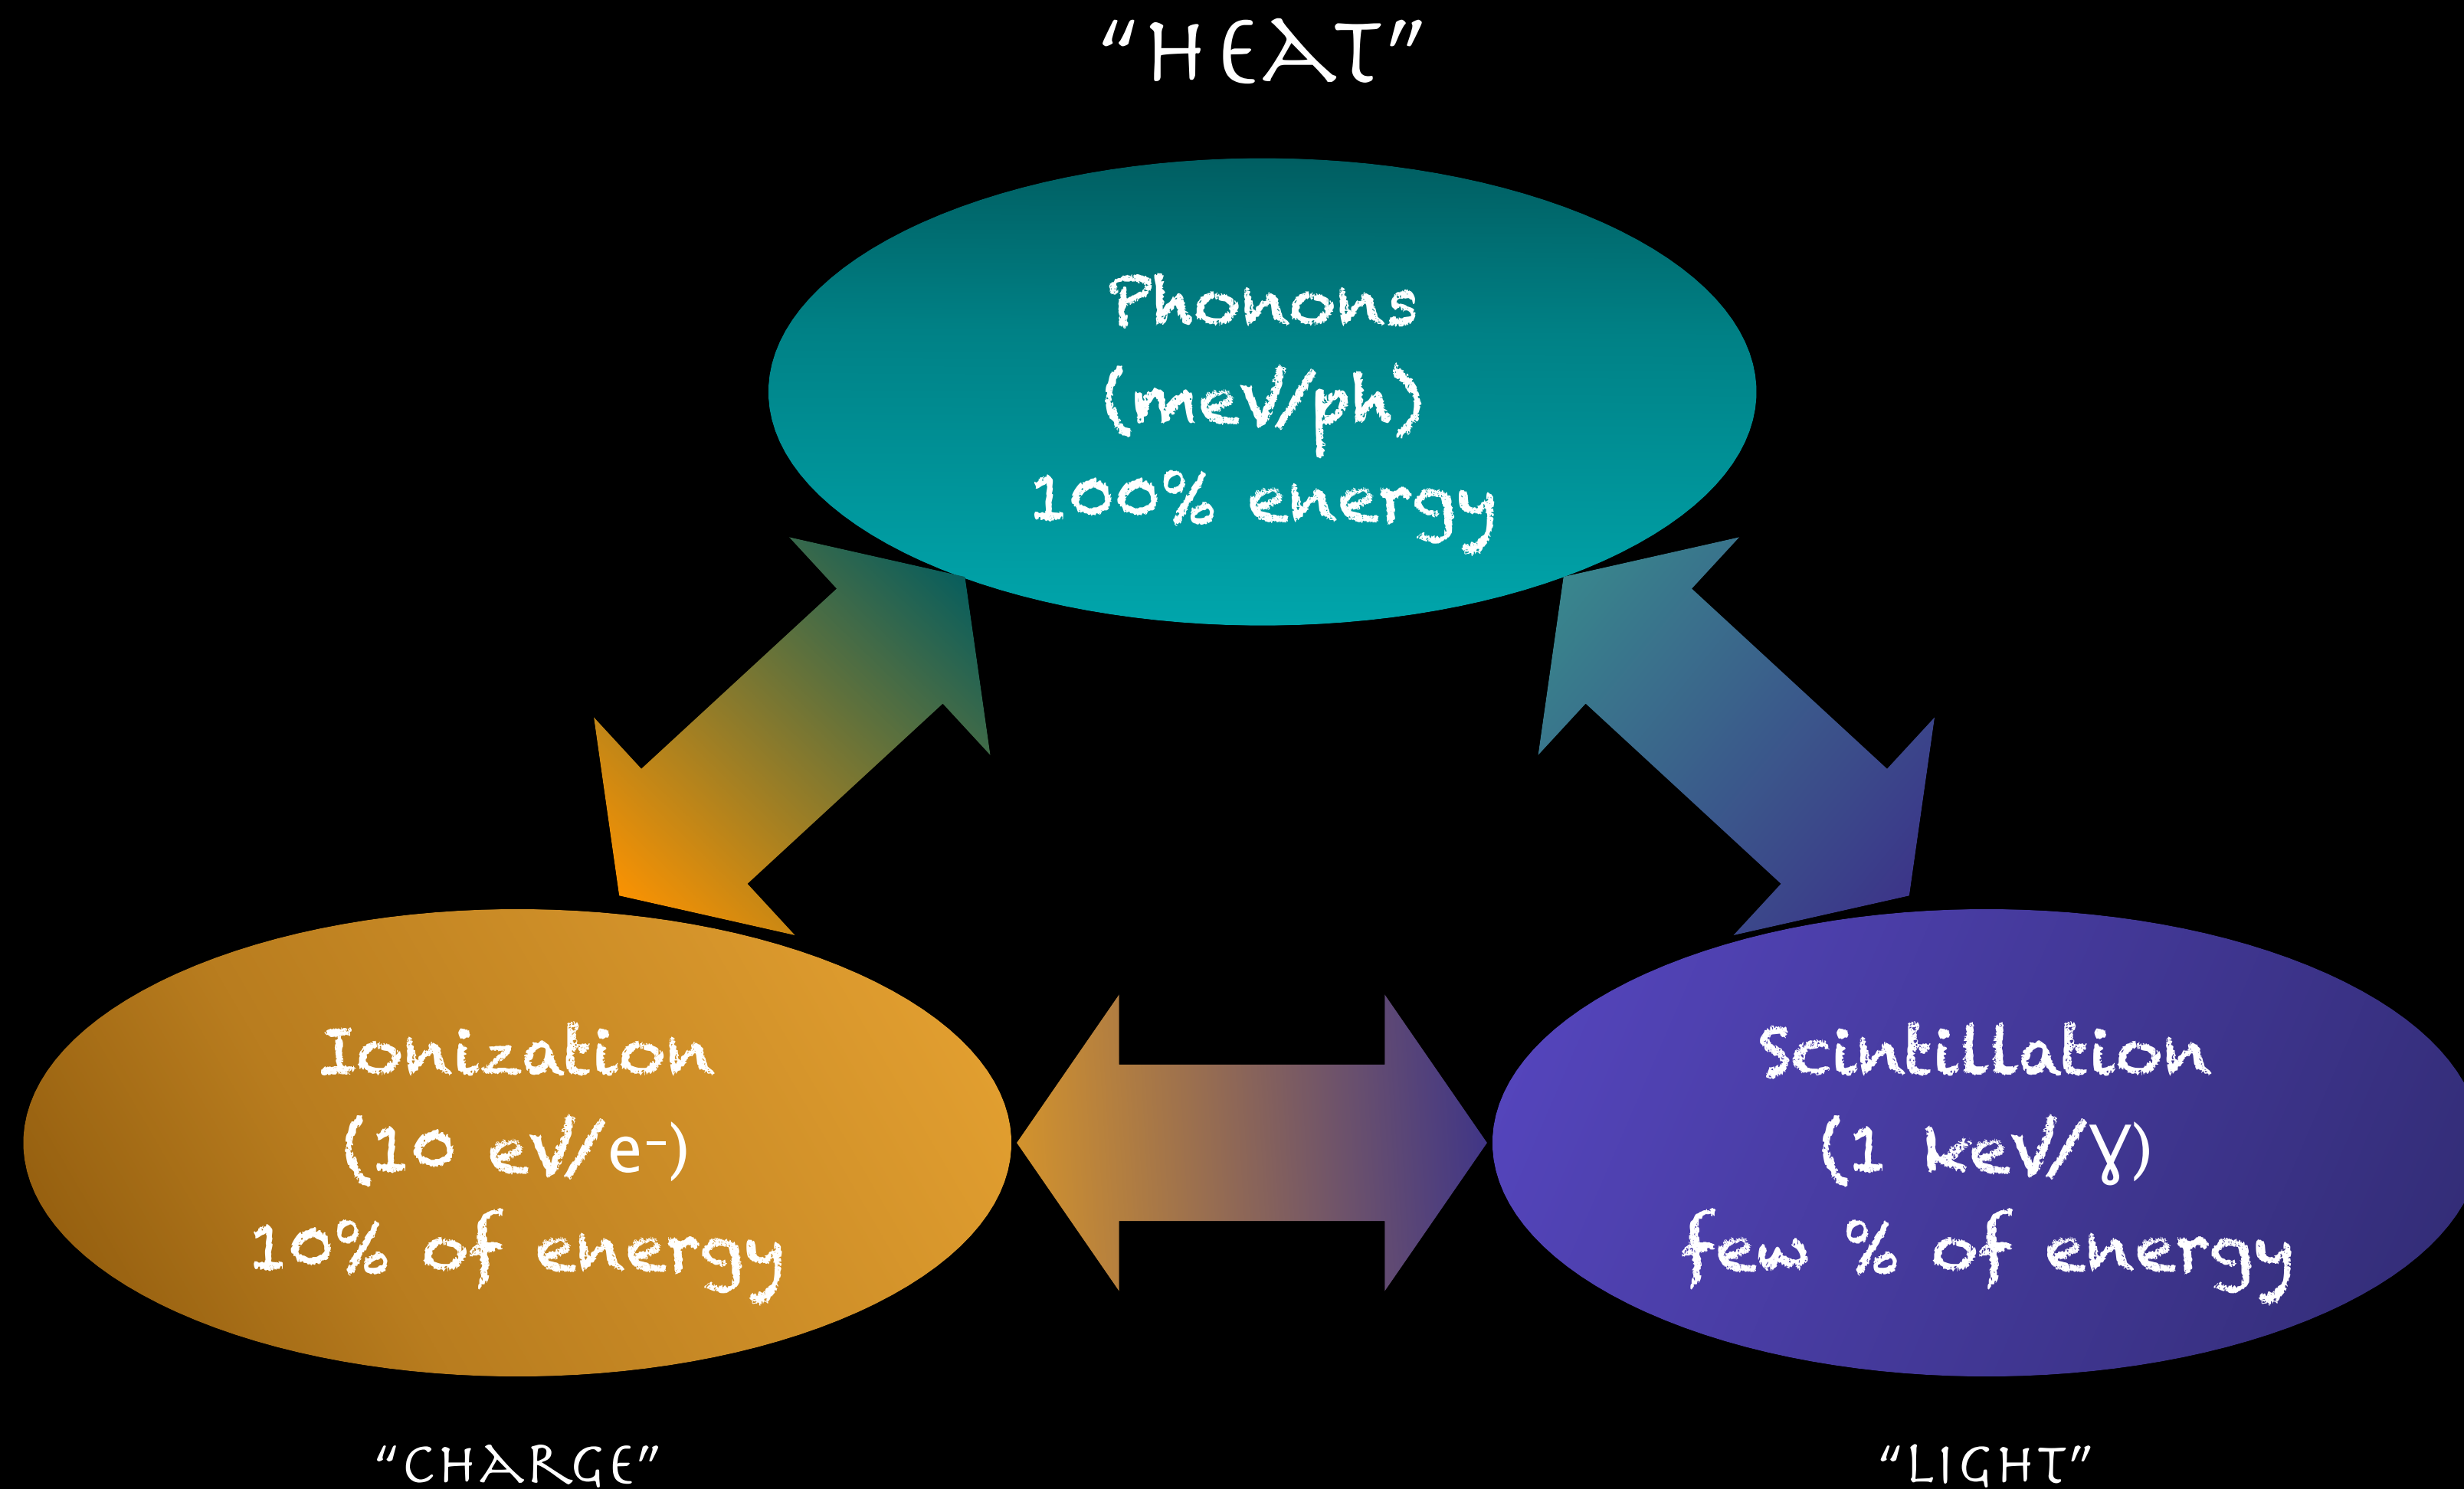 “HEAT”
Phonons
(meV/ph)
100% energy
Ionization
(10 eV/e⁻)
10% of energy
Scintillation
(1 keV/γ)
few % of energy
“CHARGE”
“LIGHT”